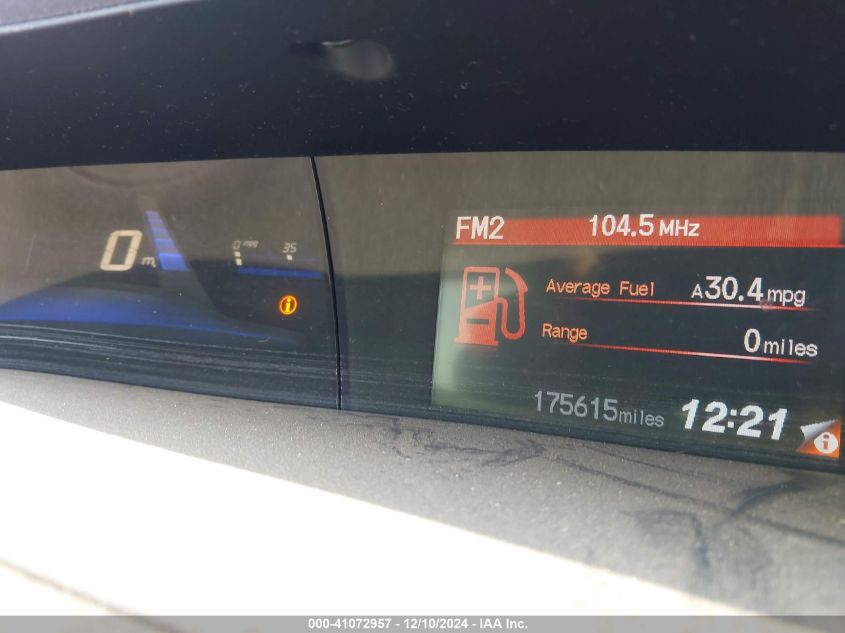 FM2 104.5 MHz
0 mpg 35
0 m
Average Fuel A30.4mpg
Range 0miles
175615miles 12:21
000-41072957 - 12/10/2024 - IAA Inc.